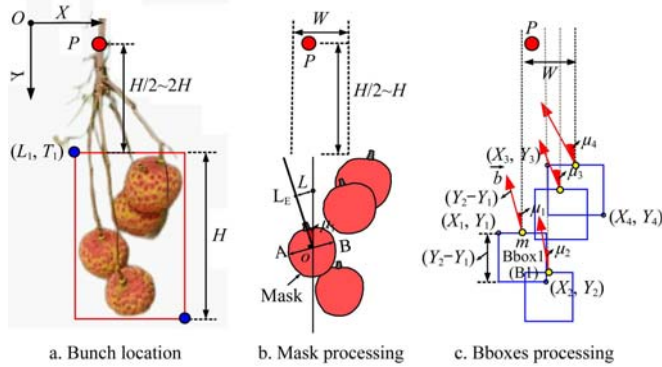 O
X
Y
P
H/2~2H
(L₁, T₁)
H
a. Bunch location
W
P
H/2~H
L
L_E
A
B
o
Mask
b. Mask processing
P
W
μ₄
(X₃, Y₃)
μ₃
b
(Y₂−Y₁)
(X₁, Y₁)
μ₁
(X₄, Y₄)
m
μ₂
(Y₂−Y₁)
Bbox1
(B1)
(X₂, Y₂)
c. Bboxes processing